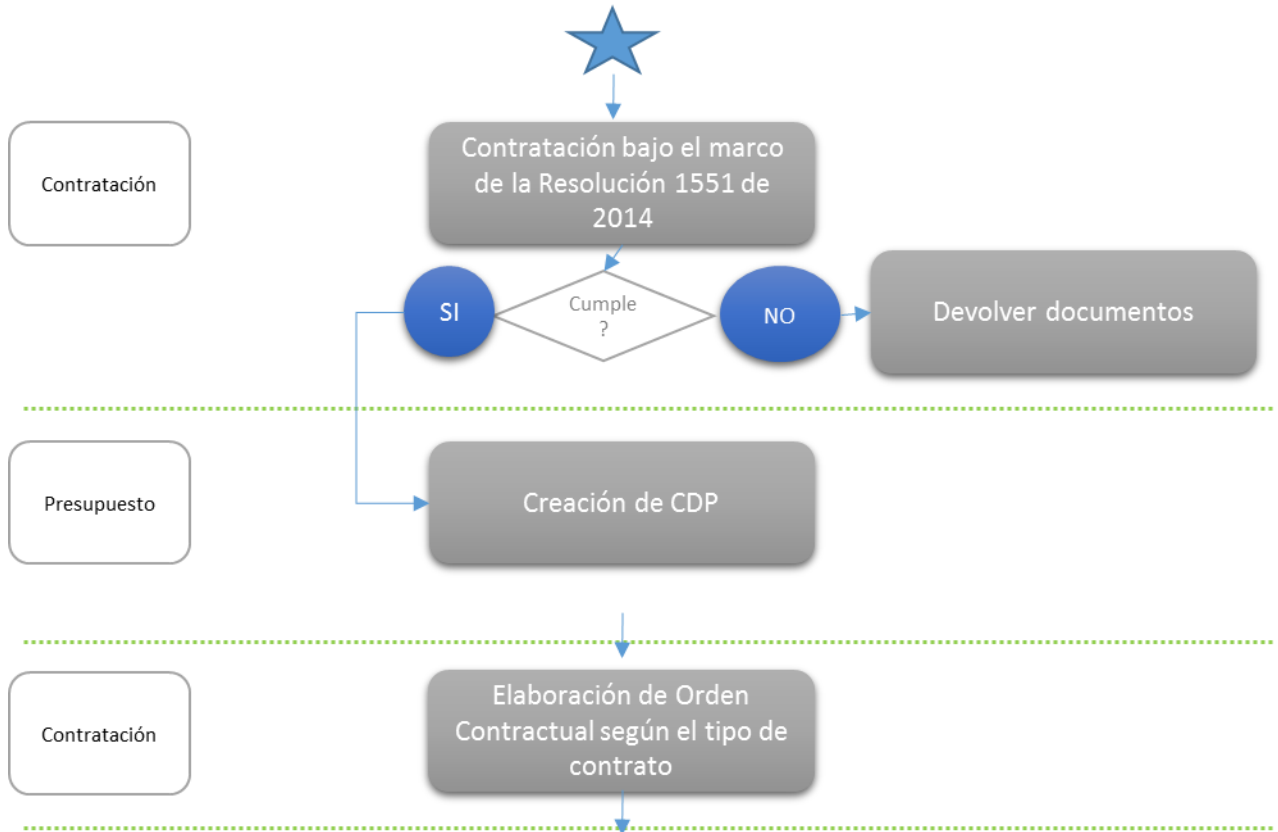 Contratación
Contratación bajo el marco
de la Resolución 1551 de
2014
SI
Cumple
?
NO
Devolver documentos
Presupuesto
Creación de CDP
Contratación
Elaboración de Orden
Contractual según el tipo de
contrato